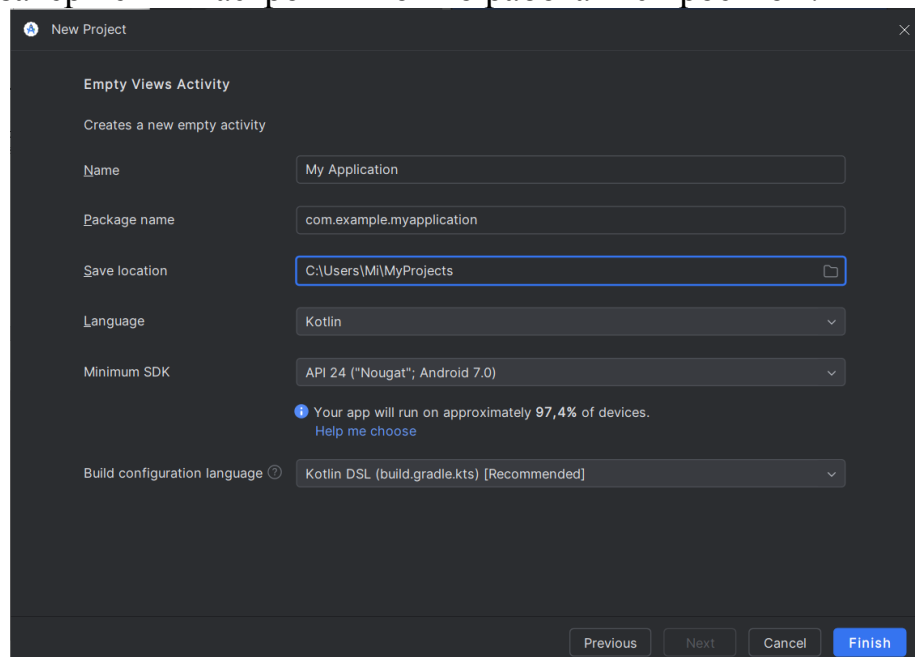 New Project
Empty Views Activity
Creates a new empty activity
Name My Application
Package name com.example.myapplication
Save location C:\Users\Mi\MyProjects
Language Kotlin
Minimum SDK API 24 ("Nougat"; Android 7.0)
Your app will run on approximately 97,4% of devices.
Help me choose
Build configuration language Kotlin DSL (build.gradle.kts) [Recommended]
Previous Next Cancel Finish